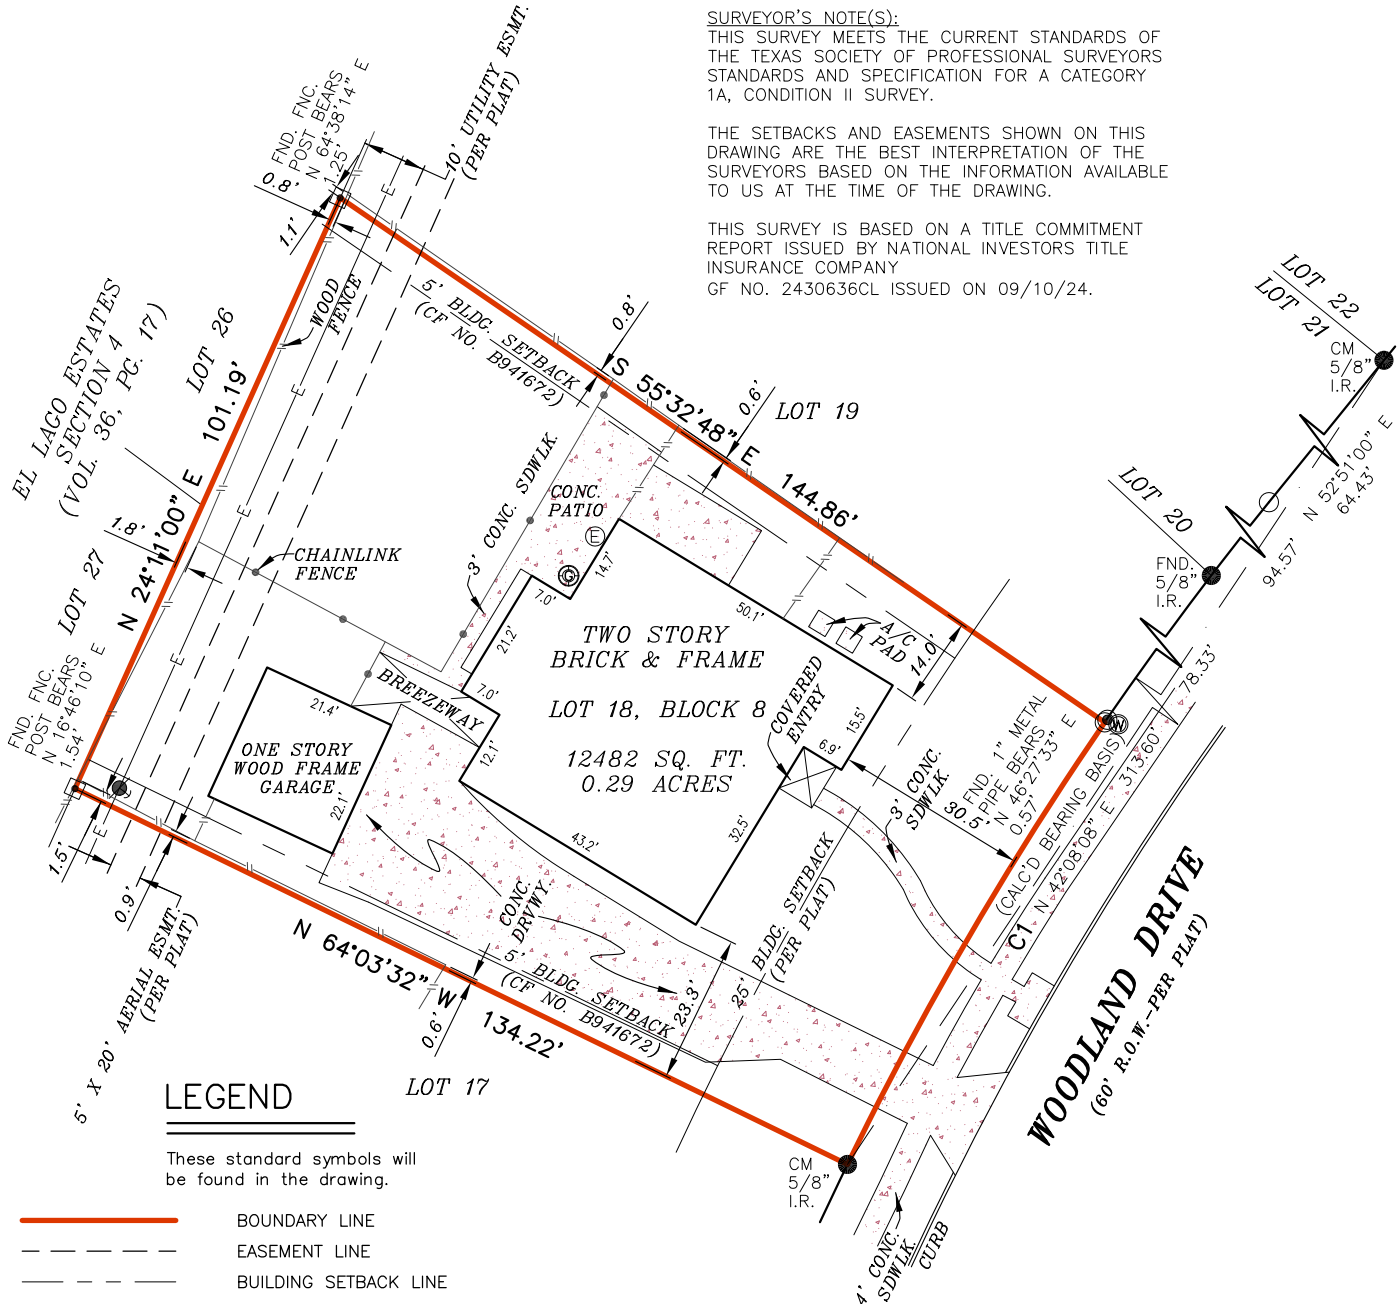 SURVEYOR'S NOTE(S):
THIS SURVEY MEETS THE CURRENT STANDARDS OF
THE TEXAS SOCIETY OF PROFESSIONAL SURVEYORS
STANDARDS AND SPECIFICATION FOR A CATEGORY
1A, CONDITION II SURVEY.
THE SETBACKS AND EASEMENTS SHOWN ON THIS
DRAWING ARE THE BEST INTERPRETATION OF THE
SURVEYORS BASED ON THE INFORMATION AVAILABLE
TO US AT THE TIME OF THE DRAWING.
THIS SURVEY IS BASED ON A TITLE COMMITMENT
REPORT ISSUED BY NATIONAL INVESTORS TITLE
INSURANCE COMPANY
GF NO. 2430636CL ISSUED ON 09/10/24.
FND. FNC.
POST BEARS
N 64°38'14" E
1.25'
10' UTILITY ESMT.
(PER PLAT)
0.8'
1.1'
WOOD
FENCE
5' BLDG. SETBACK
(CF NO. B941672)
0.8'
S 55°32'48" E 144.86'
0.6'
LOT 19
LOT 22
LOT 21
CM
5/8"
I.R.
N 52°51'00" E
64.43'
LOT 20
FND.
5/8"
I.R.
94.57'
78.33'
EL LAGO ESTATES
SECTION 4
(VOL. 36, PG. 17)
LOT 26
N 24°11'00" E 101.19'
LOT 27
1.8'
CHAINLINK
FENCE
3' CONC. SDWLK.
CONC.
PATIO
E
G
14.7'
7.0'
21.2'
50.1'
TWO STORY
BRICK & FRAME
LOT 18, BLOCK 8
12482 SQ. FT.
0.29 ACRES
A/C
PAD
14.0'
COVERED
ENTRY
15.5'
6.9'
7.0'
BREEZEWAY
12.1'
43.2'
32.5'
FND. FNC.
POST BEARS
N 16°46'10" E
1.54'
21.4'
ONE STORY
WOOD FRAME
GARAGE
22.1'
FND. 1" METAL
PIPE BEARS
N 46°27'33" E
0.57'
W
3' CONC.
SDWLK.
30.5'
(CALC'D BEARING BASIS)
N 42°08'08" E 313.60'
C1
WOODLAND DRIVE
(60' R.O.W.-PER PLAT)
1.5'
0.9'
5' X 20' AERIAL ESMT.
(PER PLAT)
N 64°03'32" W 134.22'
CONC.
DRVWY.
5' BLDG. SETBACK
(CF NO. B941672)
23.3'
25' BLDG. SETBACK
(PER PLAT)
0.6'
LOT 17
CM
5/8"
I.R.
4' CONC.
SDWLK.
CURB
LEGEND
These standard symbols will
be found in the drawing.
BOUNDARY LINE
EASEMENT LINE
BUILDING SETBACK LINE
E
E
E
E
E
E